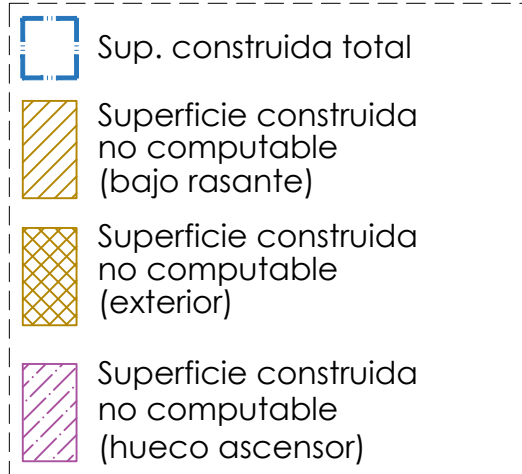 Sup. construida total
Superficie construida
no computable
(bajo rasante)
Superficie construida
no computable
(exterior)
Superficie construida
no computable
(hueco ascensor)